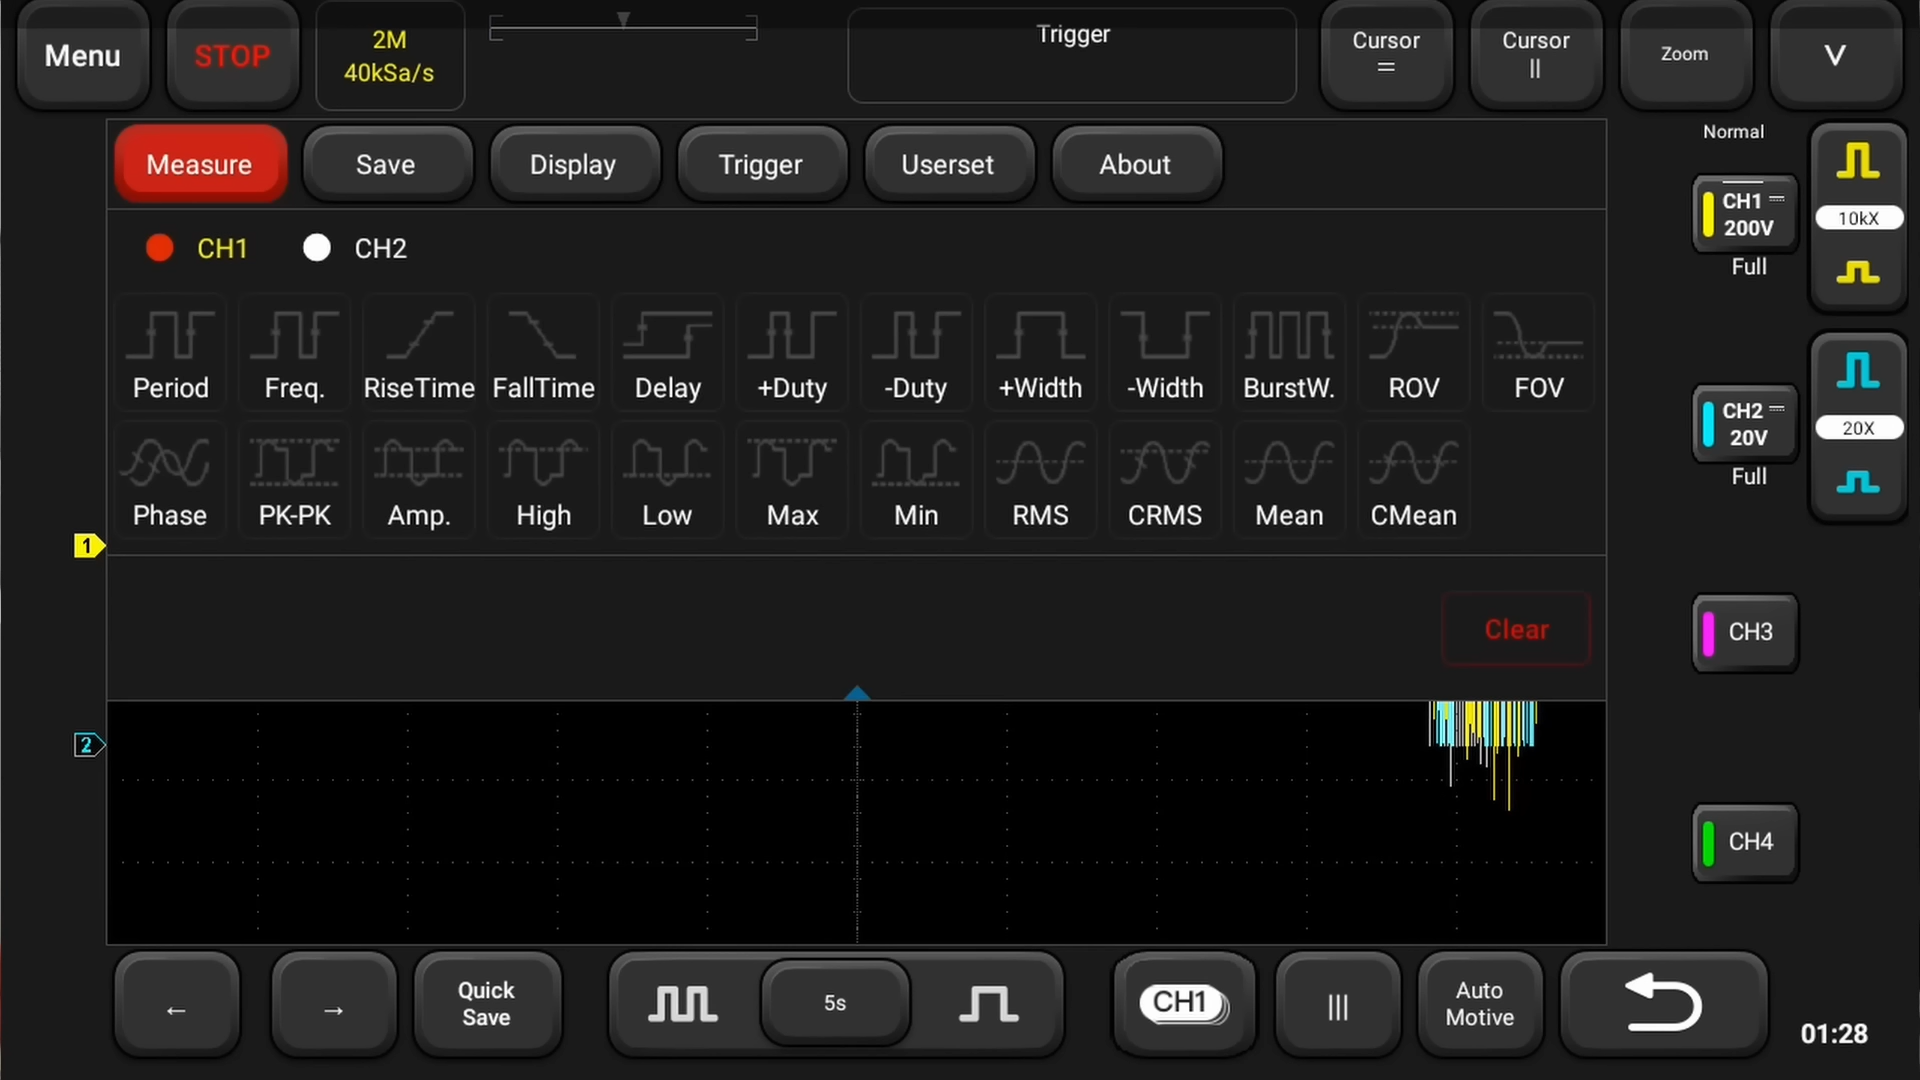 Menu
STOP
2M
40kSa/s
Trigger
Cursor
=
Cursor
||
Zoom
V
Measure
Save
Display
Trigger
Userset
About
Normal
CH1
200V
Full
10kX
CH1
CH2
Period
Freq.
RiseTime
FallTime
Delay
+Duty
-Duty
+Width
-Width
BurstW.
ROV
FOV
CH2
20V
Full
20X
Phase
PK-PK
Amp.
High
Low
Max
Min
RMS
CRMS
Mean
CMean
1
Clear
CH3
2
CH4
←
→
Quick
Save
5s
CH1
|||
Auto
Motive
01:28